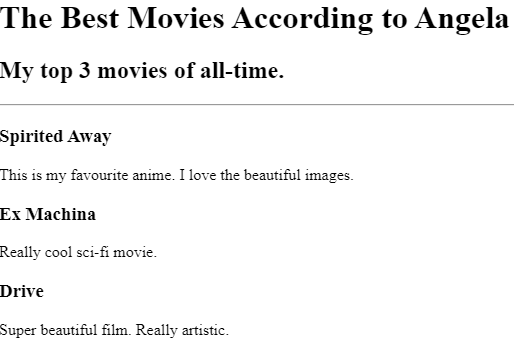 The Best Movies According to Angela
My top 3 movies of all-time.
Spirited Away
This is my favourite anime. I love the beautiful images.
Ex Machina
Really cool sci-fi movie.
Drive
Super beautiful film. Really artistic.